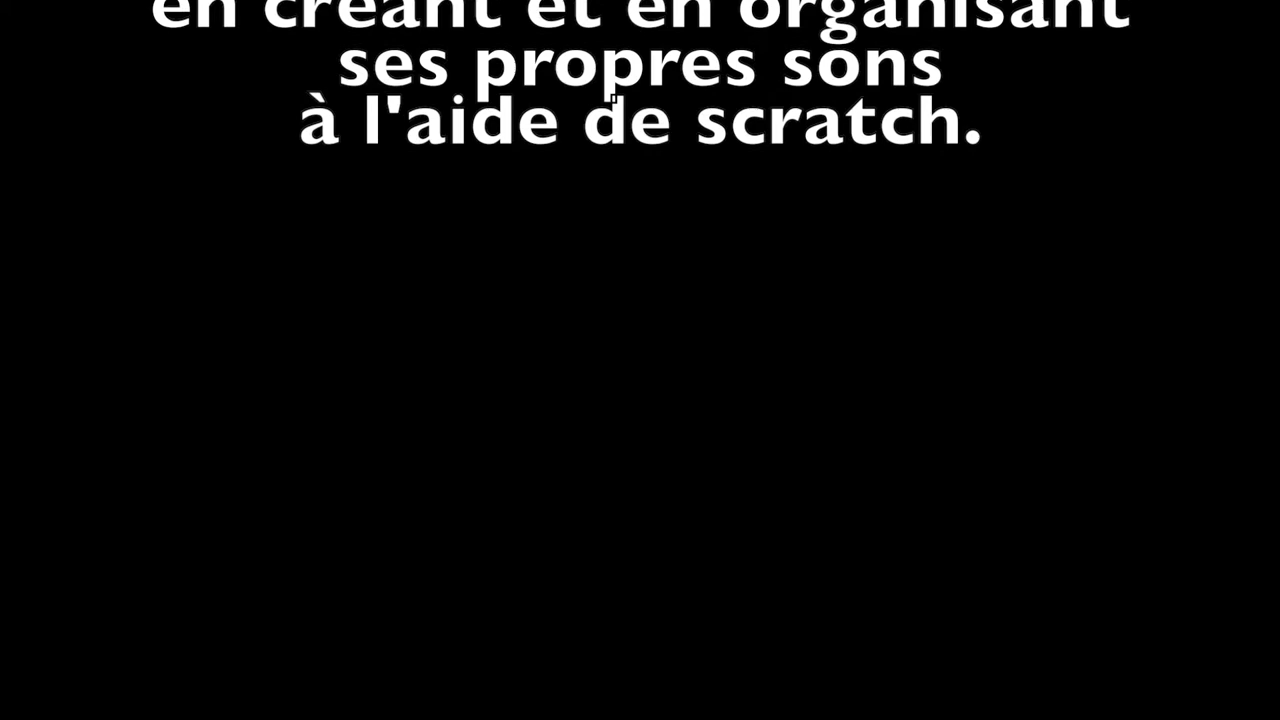 en créant et en organisant
ses propres sons
à l'aide de scratch.